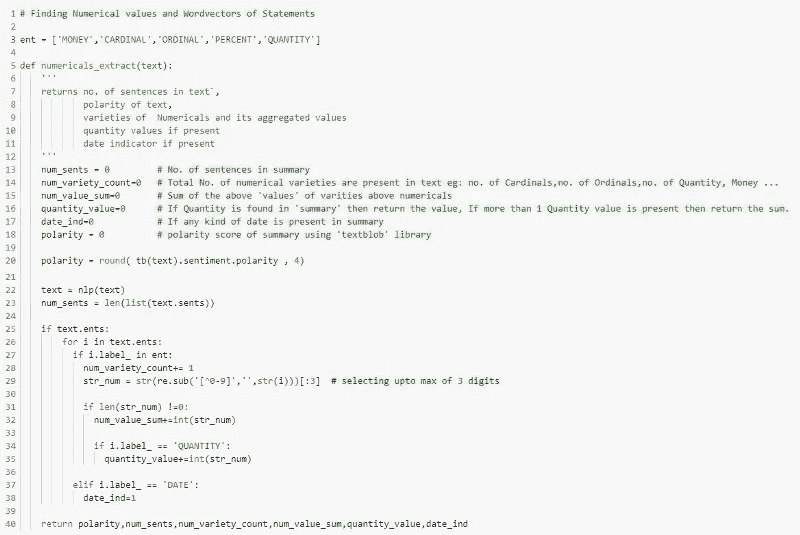 1 # Finding Numerical values and Wordvectors of Statements
2
3 ent = ['MONEY','CARDINAL','ORDINAL','PERCENT','QUANTITY']
4
5 def numericals_extract(text):
6     '''
7     returns no. of sentences in text`,
8             polarity of text,
9             varieties of  Numericals and its aggregated values
10             quantity values if present
11             date indicator if present
12     '''
13     num_sents = 0         # No. of sentences in summary
14     num_variety_count=0   # Total No. of numerical varieties are present in text eg: no. of Cardinals,no. of Ordinals,no. of Quantity, Money ...
15     num_value_sum=0       # Sum of the above 'values' of varities above numericals
16     quantity_value=0      # If Quantity is found in 'summary' then return the value, If more than 1 Quantity value is present then return the sum.
17     date_ind=0            # If any kind of date is present in summary
18     polarity = 0          # polarity score of summary using 'textblob' library
19
20     polarity = round( tb(text).sentiment.polarity , 4)
21
22     text = nlp(text)
23     num_sents = len(list(text.sents))
24
25     if text.ents:
26         for i in text.ents:
27           if i.label_ in ent:
28             num_variety_count+= 1
29             str_num = str(re.sub('[^0-9]','',str(i)))[:3]  # selecting upto max of 3 digits
30
31             if len(str_num) !=0:
32               num_value_sum+=int(str_num)
33
34               if i.label_ == 'QUANTITY':
35                 quantity_value+=int(str_num)
36
37           elif i.label_ == 'DATE':
38             date_ind=1
39
40     return polarity,num_sents,num_variety_count,num_value_sum,quantity_value,date_ind